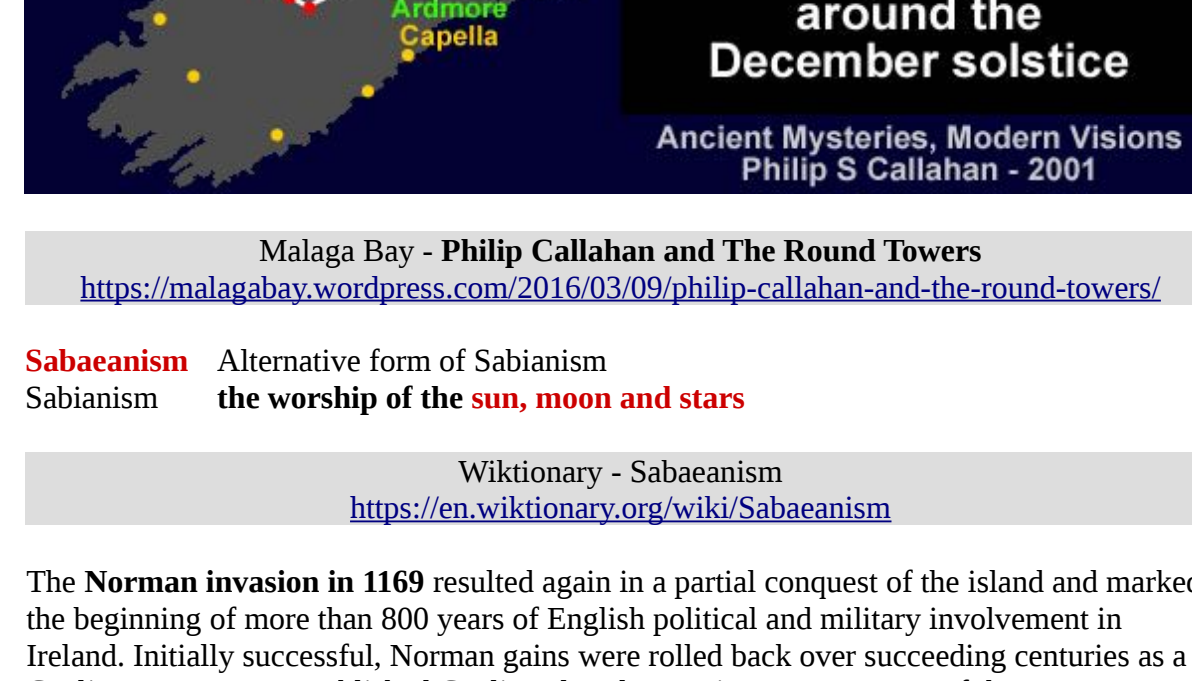 Ardmore
Capella
around the
December solstice
Ancient Mysteries, Modern Visions
Philip S Callahan - 2001
Malaga Bay - Philip Callahan and The Round Towers
https://malagabay.wordpress.com/2016/03/09/philip-callahan-and-the-round-towers/
Sabaeanism Alternative form of Sabianism
Sabianism the worship of the sun, moon and stars
Wiktionary - Sabaeanism
https://en.wiktionary.org/wiki/Sabaeanism
The Norman invasion in 1169 resulted again in a partial conquest of the island and marked
the beginning of more than 800 years of English political and military involvement in
Ireland. Initially successful, Norman gains were rolled back over succeeding centuries as a